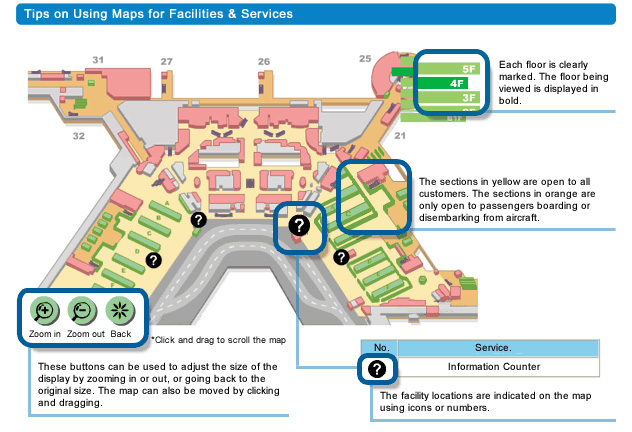 Tips on Using Maps for Facilities & Services
31
27
26
25
5F
4F
3F
Each floor is clearly
marked. The floor being
viewed is displayed in
bold.
32
21
The sections in yellow are open to all
customers. The sections in orange are
only open to passengers boarding or
disembarking from aircraft.
A
B
C
D
E
F
?
?
?
?
Zoom in Zoom out Back
*Click and drag to scroll the map
These buttons can be used to adjust the size of the
display by zooming in or out, or going back to the
original size. The map can also be moved by clicking
and dragging.
No. Service.
? Information Counter
The facility locations are indicated on the map
using icons or numbers.